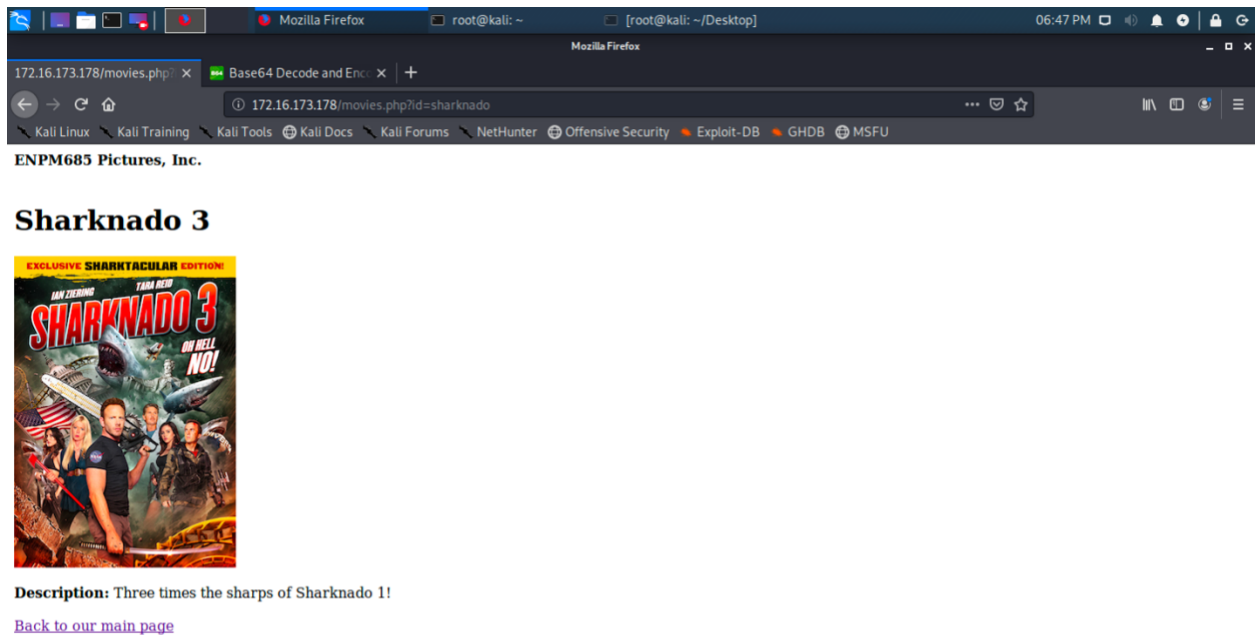 Mozilla Firefox root@kali: ~ [root@kali: ~/Desktop] 06:47 PM
Mozilla Firefox
172.16.173.178/movies.php? Base64 Decode and Enco
172.16.173.178/movies.php?id=sharknado
Kali Linux Kali Training Kali Tools Kali Docs Kali Forums NetHunter Offensive Security Exploit-DB GHDB MSFU
ENPM685 Pictures, Inc.
Sharknado 3
EXCLUSIVE SHARKTACULAR EDITION!
IAN ZIERING TARA REID
SHARKNADO 3
OH HELL
NO!
Description: Three times the sharps of Sharknado 1!
Back to our main page